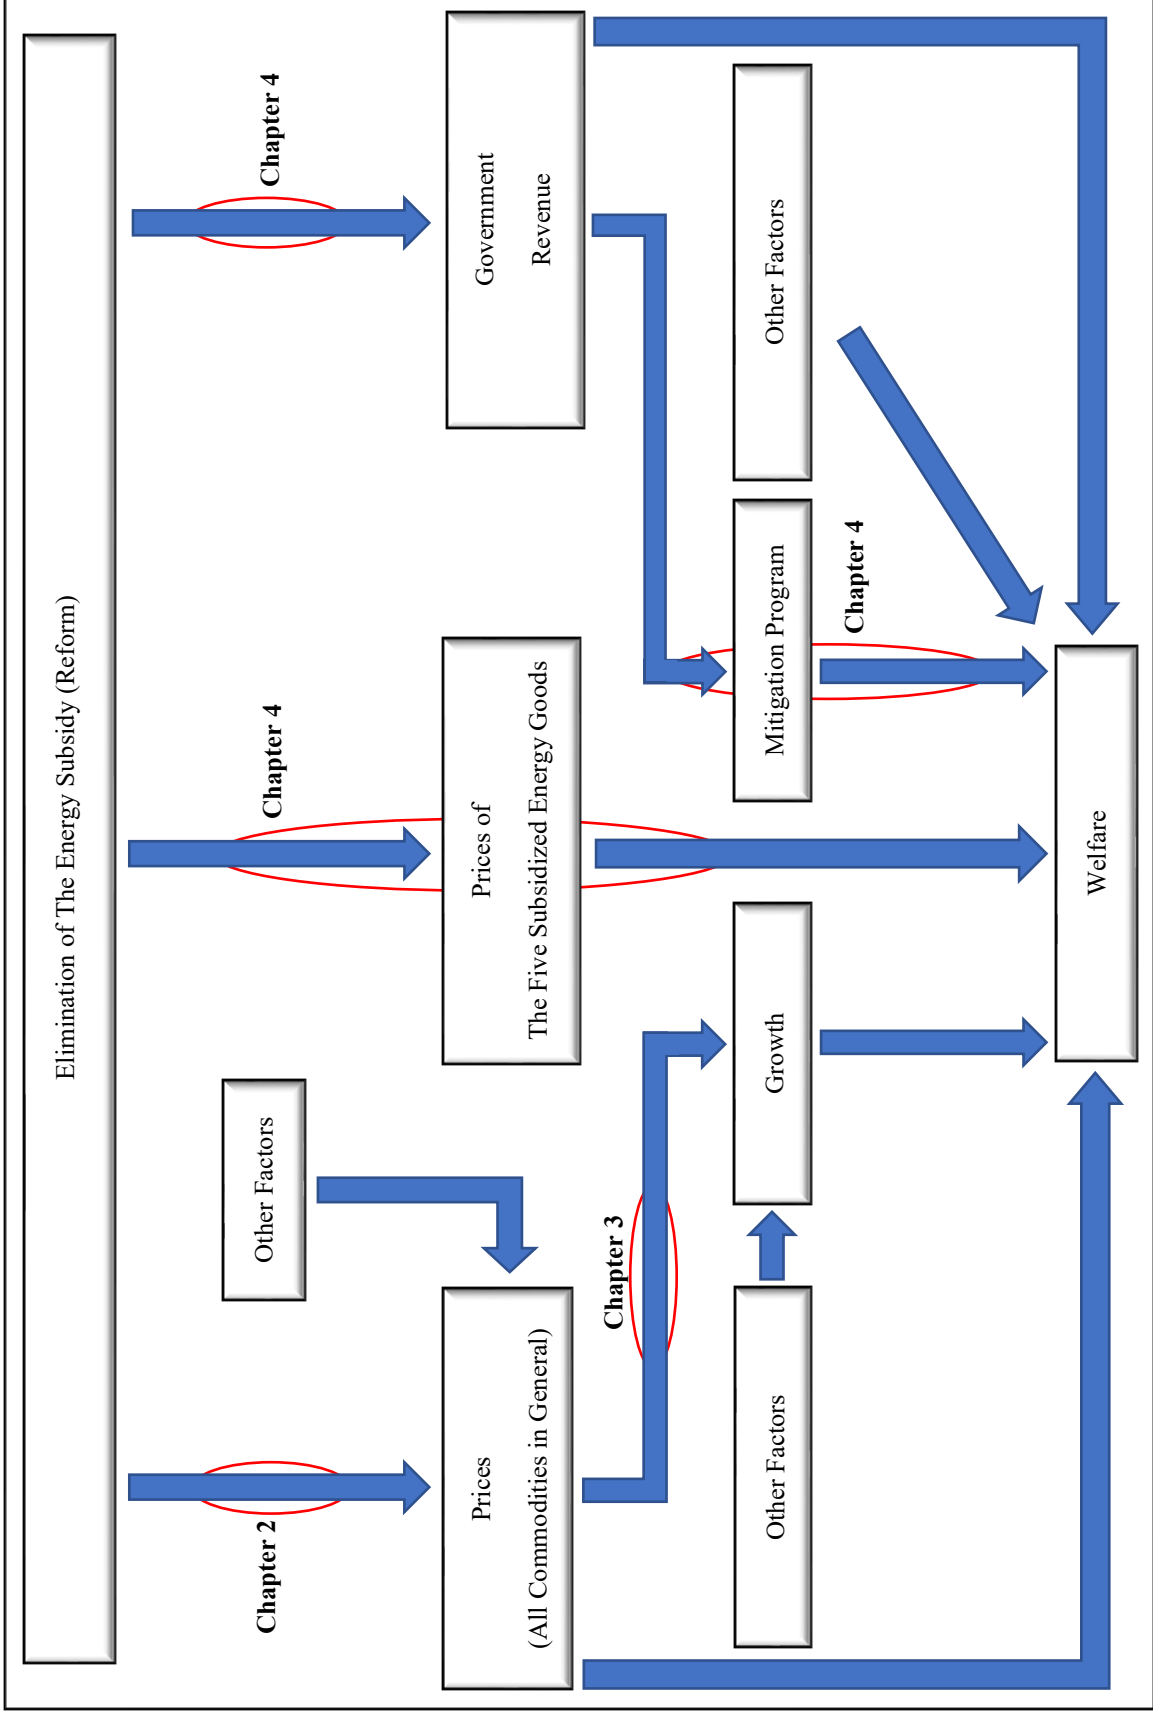 Elimination of The Energy Subsidy (Reform)
Chapter 2
Other Factors
Chapter 4
Chapter 4
Prices
(All Commodities in General)
Prices of
The Five Subsidized Energy Goods
Government
Revenue
Chapter 3
Other Factors
Growth
Mitigation Program
Other Factors
Chapter 4
Welfare